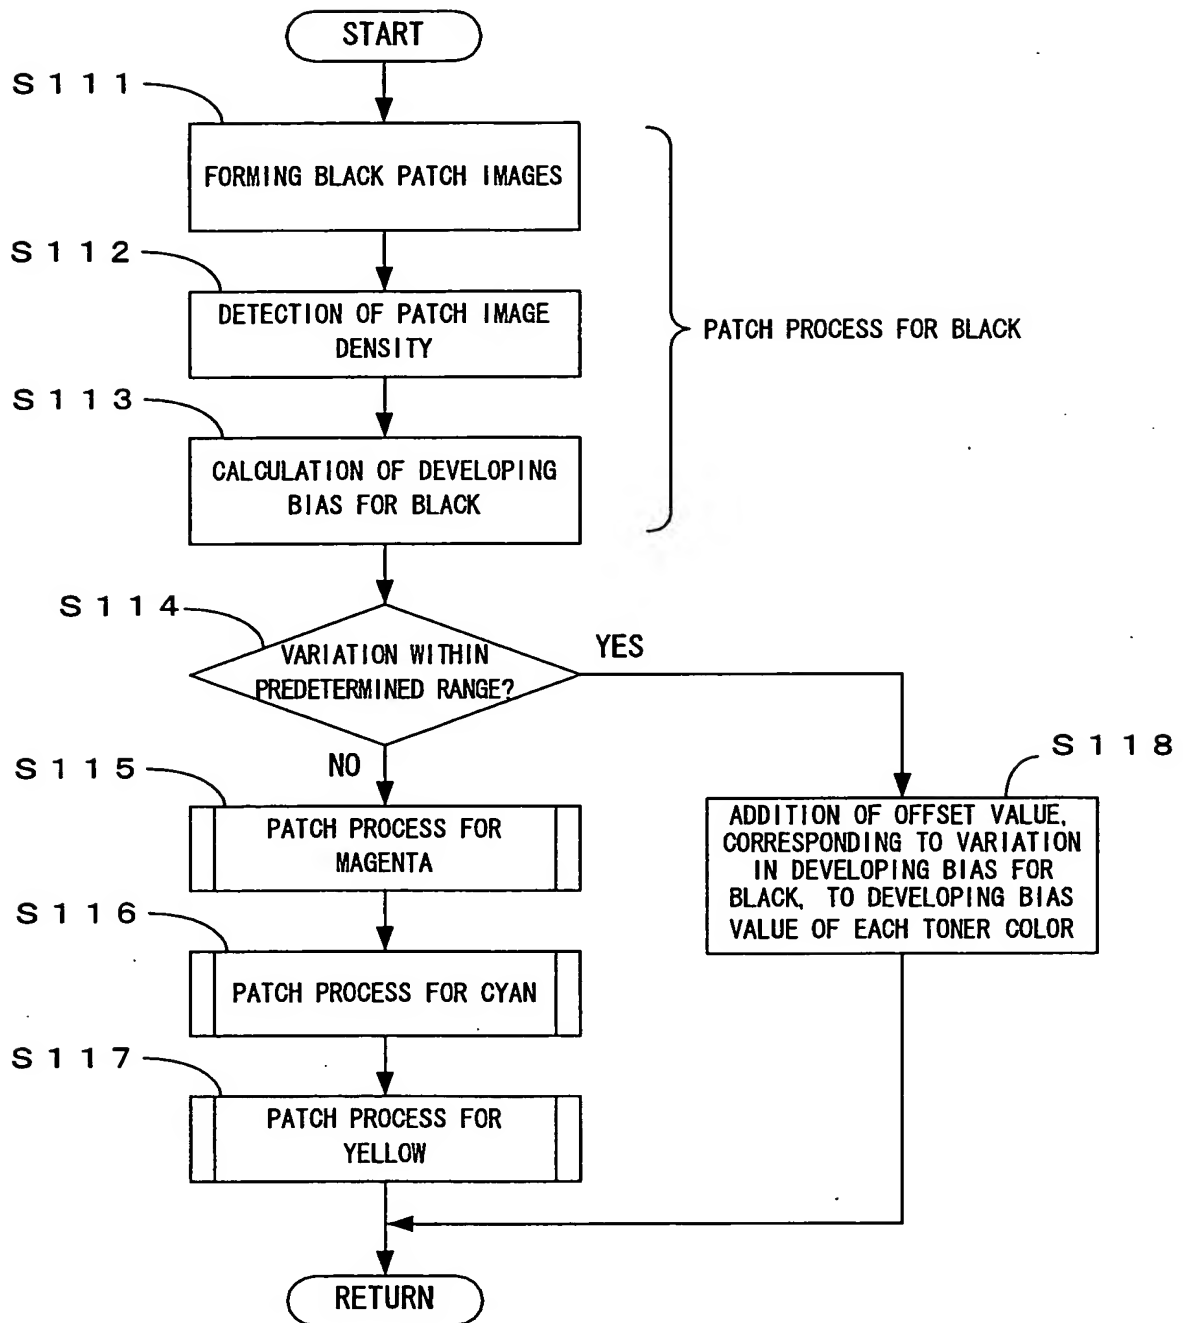 START
S111
FORMING BLACK PATCH IMAGES
S112
DETECTION OF PATCH IMAGE
DENSITY
PATCH PROCESS FOR BLACK
S113
CALCULATION OF DEVELOPING
BIAS FOR BLACK
S114
VARIATION WITHIN
PREDETERMINED RANGE?
YES
NO
S115
PATCH PROCESS FOR
MAGENTA
S118
ADDITION OF OFFSET VALUE,
CORRESPONDING TO VARIATION
IN DEVELOPING BIAS FOR
BLACK, TO DEVELOPING BIAS
VALUE OF EACH TONER COLOR
S116
PATCH PROCESS FOR CYAN
S117
PATCH PROCESS FOR
YELLOW
RETURN